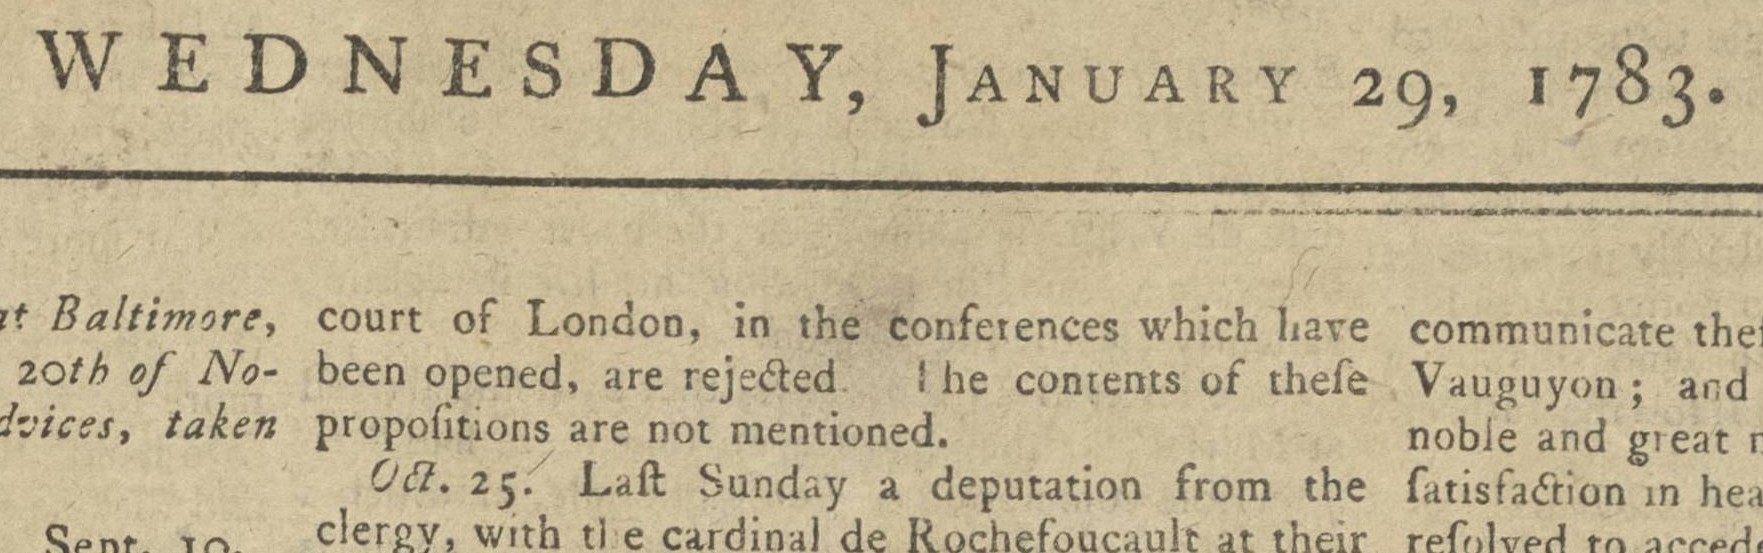 WEDNESDAY, JANUARY 29, 1783.
at Baltimore,
20th of No-
dvices, taken
Sept. 10.
court of London, in the conferences which have
been opened, are rejected The contents of theſe
propoſitions are not mentioned.
Oct. 25. Laſt Sunday a deputation from the
clergy, with the cardinal de Rochefoucault at their
communicate the
Vauguyon; and
noble and great
ſatisfaction in hea
reſolved to acced